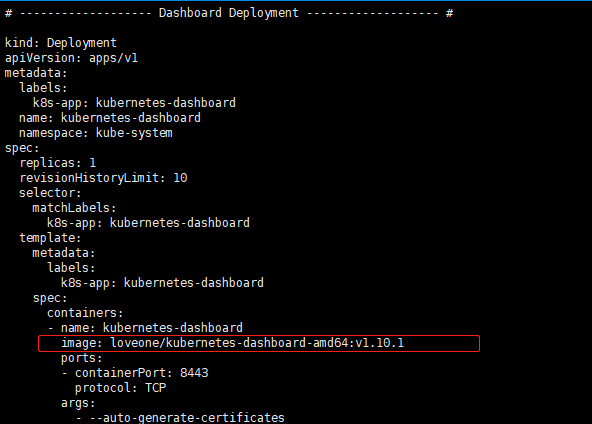 # ------------------- Dashboard Deployment ------------------- #
kind: Deployment
apiVersion: apps/v1
metadata:
  labels:
    k8s-app: kubernetes-dashboard
  name: kubernetes-dashboard
  namespace: kube-system
spec:
  replicas: 1
  revisionHistoryLimit: 10
  selector:
    matchLabels:
      k8s-app: kubernetes-dashboard
  template:
    metadata:
      labels:
        k8s-app: kubernetes-dashboard
    spec:
      containers:
      - name: kubernetes-dashboard
        image: loveone/kubernetes-dashboard-amd64:v1.10.1
        ports:
        - containerPort: 8443
          protocol: TCP
        args:
          - --auto-generate-certificates